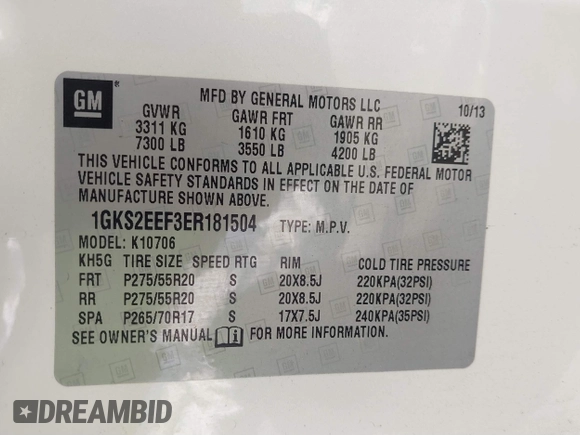 GM
MFD BY GENERAL MOTORS LLC 10/13
GVWR GAWR FRT GAWR RR
3311 KG 1610 KG 1905 KG
7300 LB 3550 LB 4200 LB
THIS VEHICLE CONFORMS TO ALL APPLICABLE U.S. FEDERAL MOTOR
VEHICLE SAFETY STANDARDS IN EFFECT ON THE DATE OF
MANUFACTURE SHOWN ABOVE.
1GKS2EEF3ER181504 TYPE: M.P.V.
MODEL: K10706
KH5G TIRE SIZE SPEED RTG RIM COLD TIRE PRESSURE
FRT P275/55R20 S 20X8.5J 220KPA(32PSI)
RR P275/55R20 S 20X8.5J 220KPA(32PSI)
SPA P265/70R17 S 17X7.5J 240KPA(35PSI)
SEE OWNER'S MANUAL FOR MORE INFORMATION.
DREAMBID